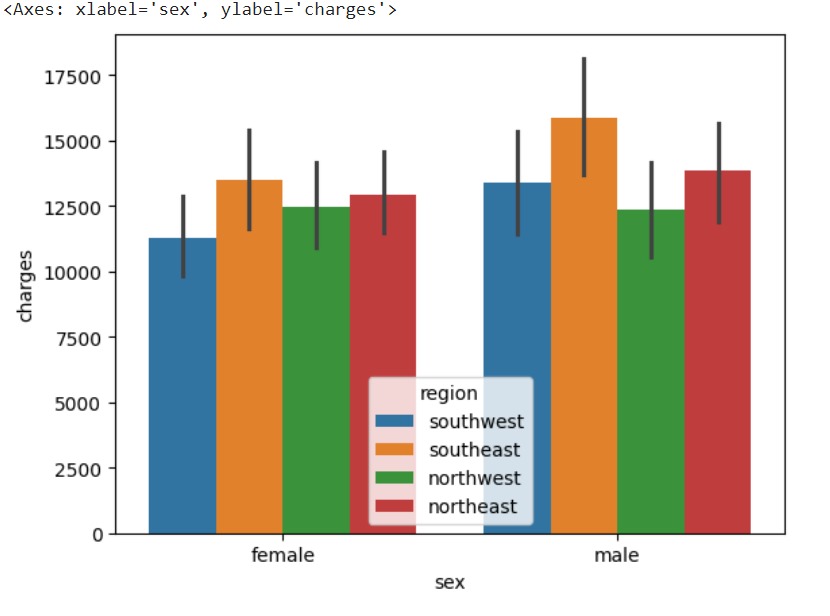 <Axes: xlabel='sex', ylabel='charges'>
17500
15000
12500
10000
7500
5000
2500
0
charges
region
southwest
southeast
northwest
northeast
female male
sex